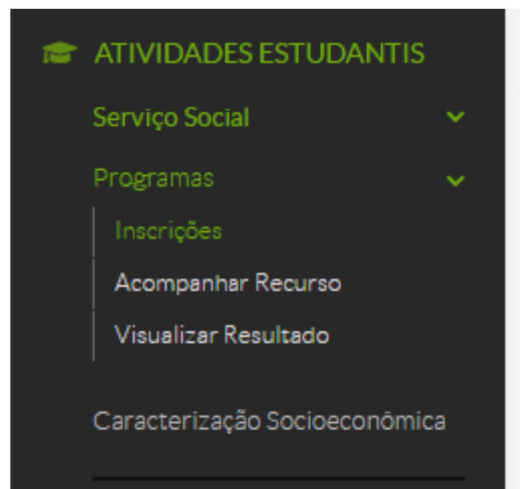 ATIVIDADES ESTUDANTIS
Serviço Social
Programas
Inscrições
Acompanhar Recurso
Visualizar Resultado
Caracterização Socioeconômica